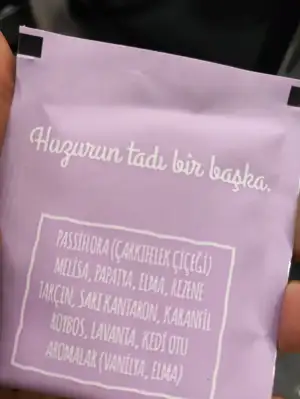 Huzurun tadı bir başka.
PASSIFLORA (ÇARKIFELEK ÇİÇEĞİ)
MELİSA, PAPATYA, ELMA, REZENE
TARÇIN, SARI KANTARON, KARANFİL
ROYBOS, LAVANTA, KEDİ OTU
AROMALAR (VANİLYA, ELMA)